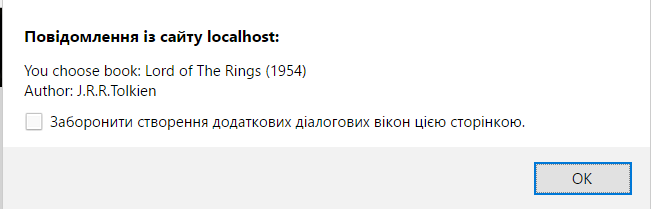 Повідомлення із сайту localhost:
You choose book: Lord of The Rings (1954)
Author: J.R.R.Tolkien
Заборонити створення додаткових діалогових вікон цією сторінкою.
OK